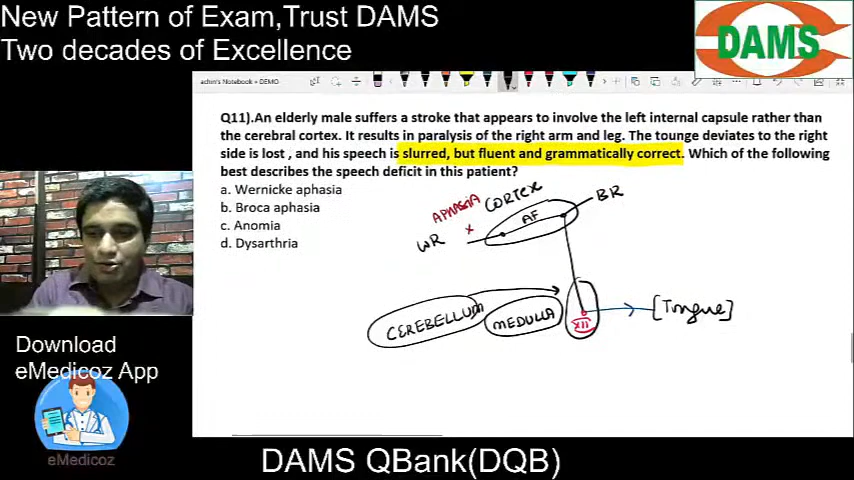 New Pattern of Exam,Trust DAMS
Two decades of Excellence
DAMS
achin's Notebook » DEMO
Q11).An elderly male suffers a stroke that appears to involve the left internal capsule rather than
the cerebral cortex. It results in paralysis of the right arm and leg. The tounge deviates to the right
side is lost , and his speech is slurred, but fluent and grammatically correct. Which of the following
best describes the speech deficit in this patient?
a. Wernicke aphasia
b. Broca aphasia
c. Anomia
d. Dysarthria
APHASIA
CORTEX
BR
AF
WR
x
CEREBELLUM
MEDULLA
XII
[Tongue]
Download
eMedicoz App
eMedicoz
DAMS QBank(DQB)